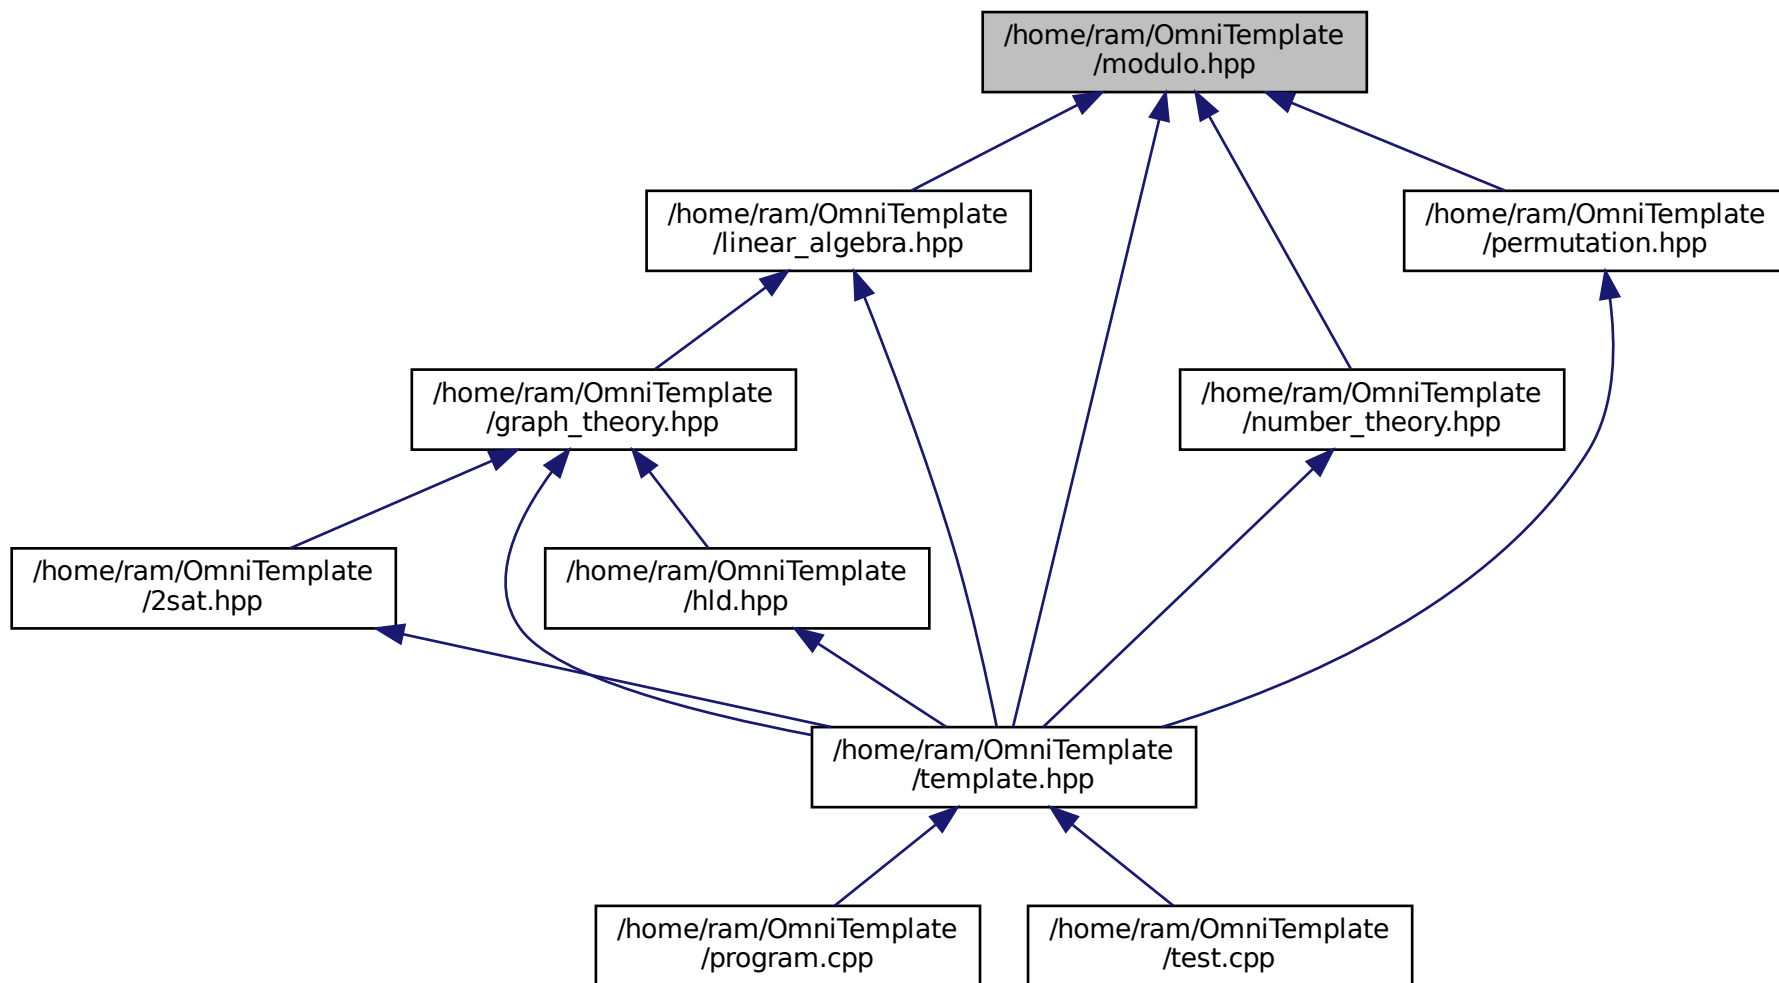 /home/ram/OmniTemplate
/modulo.hpp
/home/ram/OmniTemplate
/linear_algebra.hpp
/home/ram/OmniTemplate
/permutation.hpp
/home/ram/OmniTemplate
/graph_theory.hpp
/home/ram/OmniTemplate
/number_theory.hpp
/home/ram/OmniTemplate
/2sat.hpp
/home/ram/OmniTemplate
/hld.hpp
/home/ram/OmniTemplate
/template.hpp
/home/ram/OmniTemplate
/program.cpp
/home/ram/OmniTemplate
/test.cpp